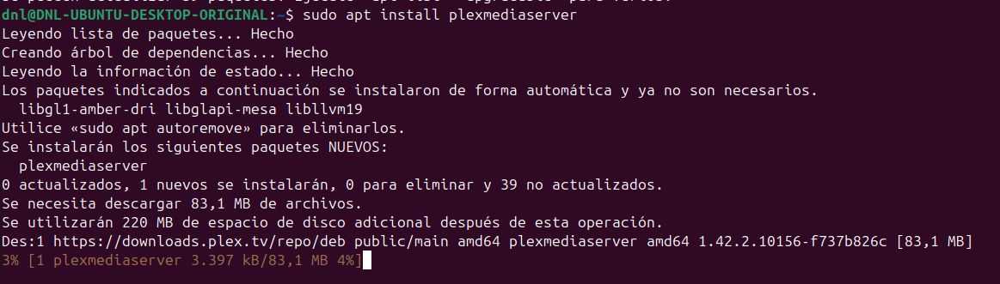 dnl@DNL-UBUNTU-DESKTOP-ORIGINAL:~$ sudo apt install plexmediaserver
Leyendo lista de paquetes... Hecho
Creando árbol de dependencias... Hecho
Leyendo la información de estado... Hecho
Los paquetes indicados a continuación se instalaron de forma automática y ya no son necesarios.
  libgl1-amber-dri libglapi-mesa libllvm19
Utilice «sudo apt autoremove» para eliminarlos.
Se instalarán los siguientes paquetes NUEVOS:
  plexmediaserver
0 actualizados, 1 nuevos se instalarán, 0 para eliminar y 39 no actualizados.
Se necesita descargar 83,1 MB de archivos.
Se utilizarán 220 MB de espacio de disco adicional después de esta operación.
Des:1 https://downloads.plex.tv/repo/deb public/main amd64 plexmediaserver amd64 1.42.2.10156-f737b826c [83,1 MB]
3% [1 plexmediaserver 3.397 kB/83,1 MB 4%]